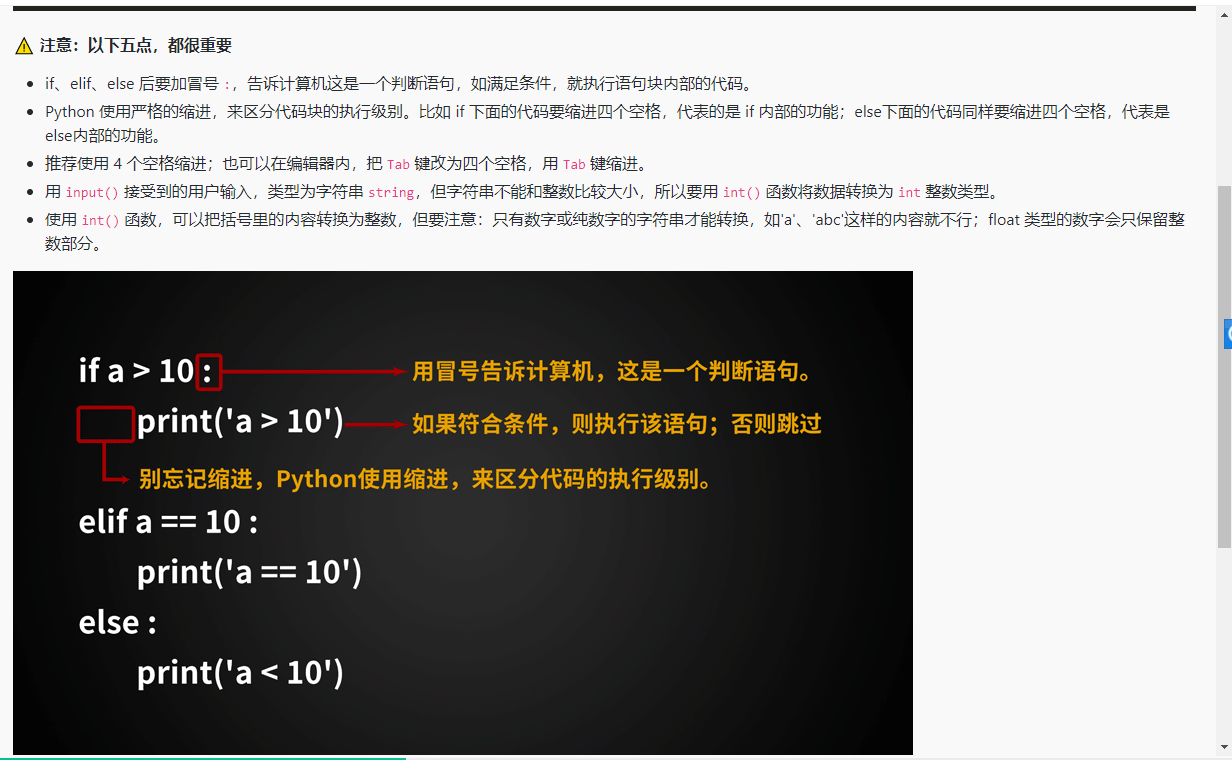 ⚠ 注意：以下五点，都很重要
• if、elif、else 后要加冒号 :，告诉计算机这是一个判断语句，如满足条件，就执行语句块内部的代码。
• Python 使用严格的缩进，来区分代码块的执行级别。比如 if 下面的代码要缩进四个空格，代表的是 if 内部的功能；else下面的代码同样要缩进四个空格，代表是
else内部的功能。
• 推荐使用 4 个空格缩进；也可以在编辑器内，把 Tab 键改为四个空格，用 Tab 键缩进。
• 用 input() 接受到的用户输入，类型为字符串 string，但字符串不能和整数比较大小，所以要用 int() 函数将数据转换为 int 整数类型。
• 使用 int() 函数，可以把括号里的内容转换为整数，但要注意：只有数字或纯数字的字符串才能转换，如'a'、'abc'这样的内容就不行；float 类型的数字会只保留整
数部分。
if a > 10 : 用冒号告诉计算机，这是一个判断语句。
print('a > 10') 如果符合条件，则执行该语句；否则跳过
别忘记缩进，Python使用缩进，来区分代码的执行级别。
elif a == 10 :
print('a == 10')
else :
print('a < 10')